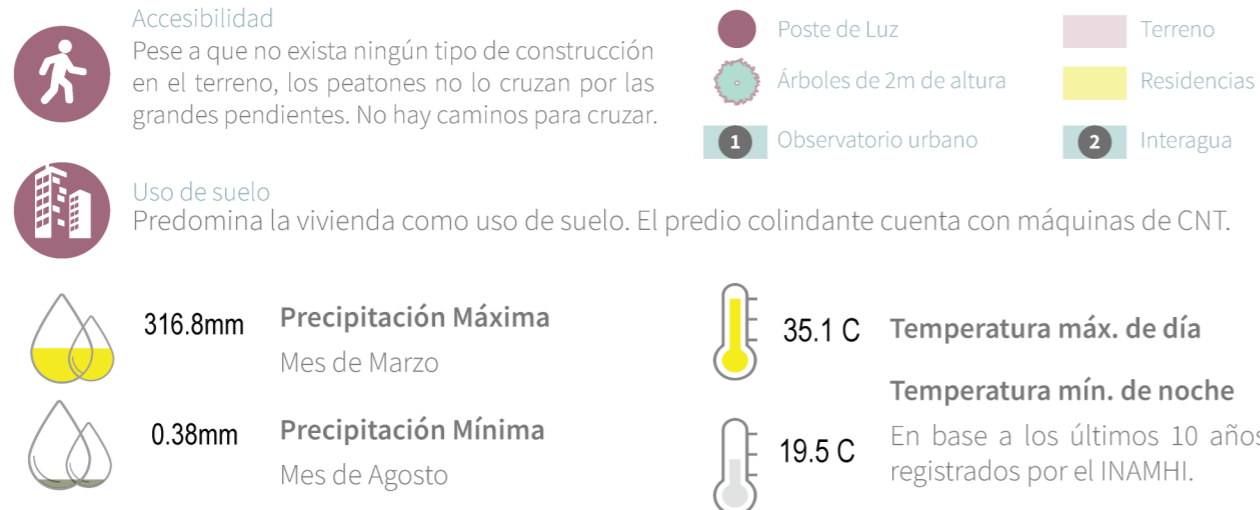 Accesibilidad
Pese a que no exista ningún tipo de construcción
en el terreno, los peatones no lo cruzan por las
grandes pendientes. No hay caminos para cruzar.
Poste de Luz
Terreno
Árboles de 2m de altura
Residencias
1 Observatorio urbano
2 Interagua
Uso de suelo
Predomina la vivienda como uso de suelo. El predio colindante cuenta con máquinas de CNT.
316.8mm Precipitación Máxima
Mes de Marzo
0.38mm Precipitación Mínima
Mes de Agosto
35.1 C Temperatura máx. de día
Temperatura mín. de noche
19.5 C
En base a los últimos 10 años
registrados por el INAMHI.